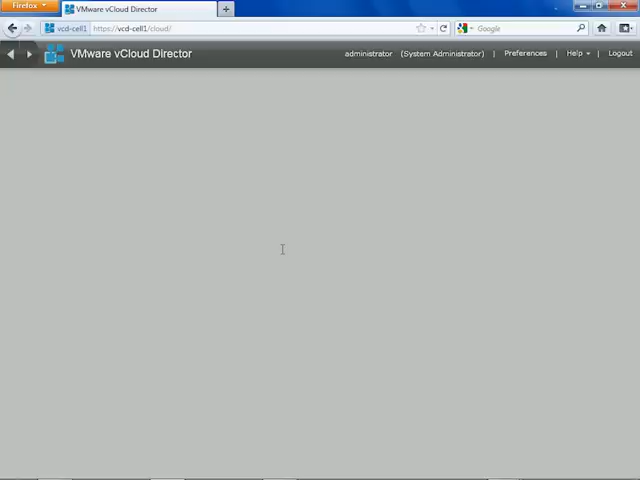 Firefox
VMware vCloud Director
vcd-cell1
https://vcd-cell1/cloud/
Google
VMware vCloud Director
administrator (System Administrator) | Preferences | Help | Logout